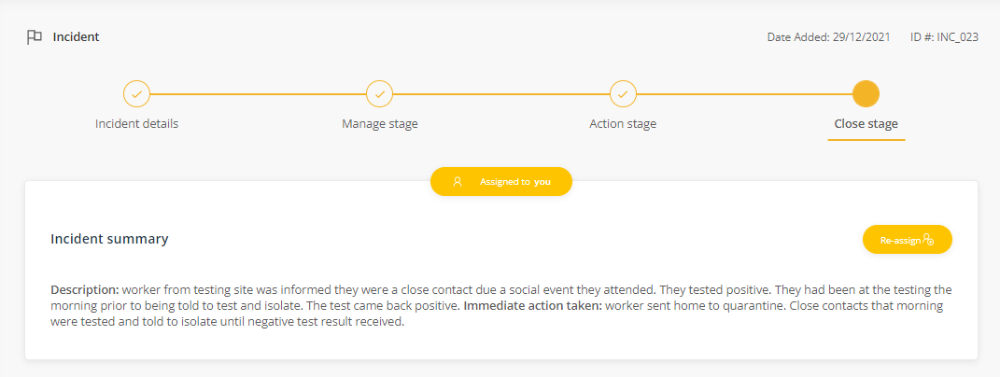 Incident
Date Added: 29/12/2021 ID #: INC_023
Incident details
Manage stage
Action stage
Close stage
Assigned to you
Incident summary
Re-assign
Description: worker from testing site was informed they were a close contact due a social event they attended. They tested positive. They had been at the testing the
morning prior to being told to test and isolate. The test came back positive. Immediate action taken: worker sent home to quarantine. Close contacts that morning
were tested and told to isolate until negative test result received.